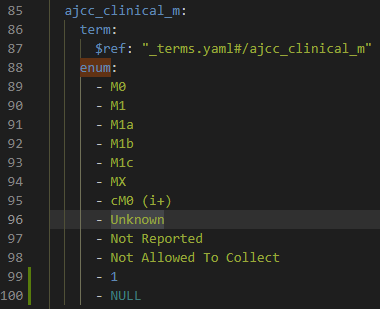 85 ajcc_clinical_m:
86 term:
87 $ref: "_terms.yaml#/ajcc_clinical_m"
88 enum:
89 - M0
90 - M1
91 - M1a
92 - M1b
93 - M1c
94 - MX
95 - cM0 (i+)
96 - Unknown
97 - Not Reported
98 - Not Allowed To Collect
99 - 1
100 - NULL